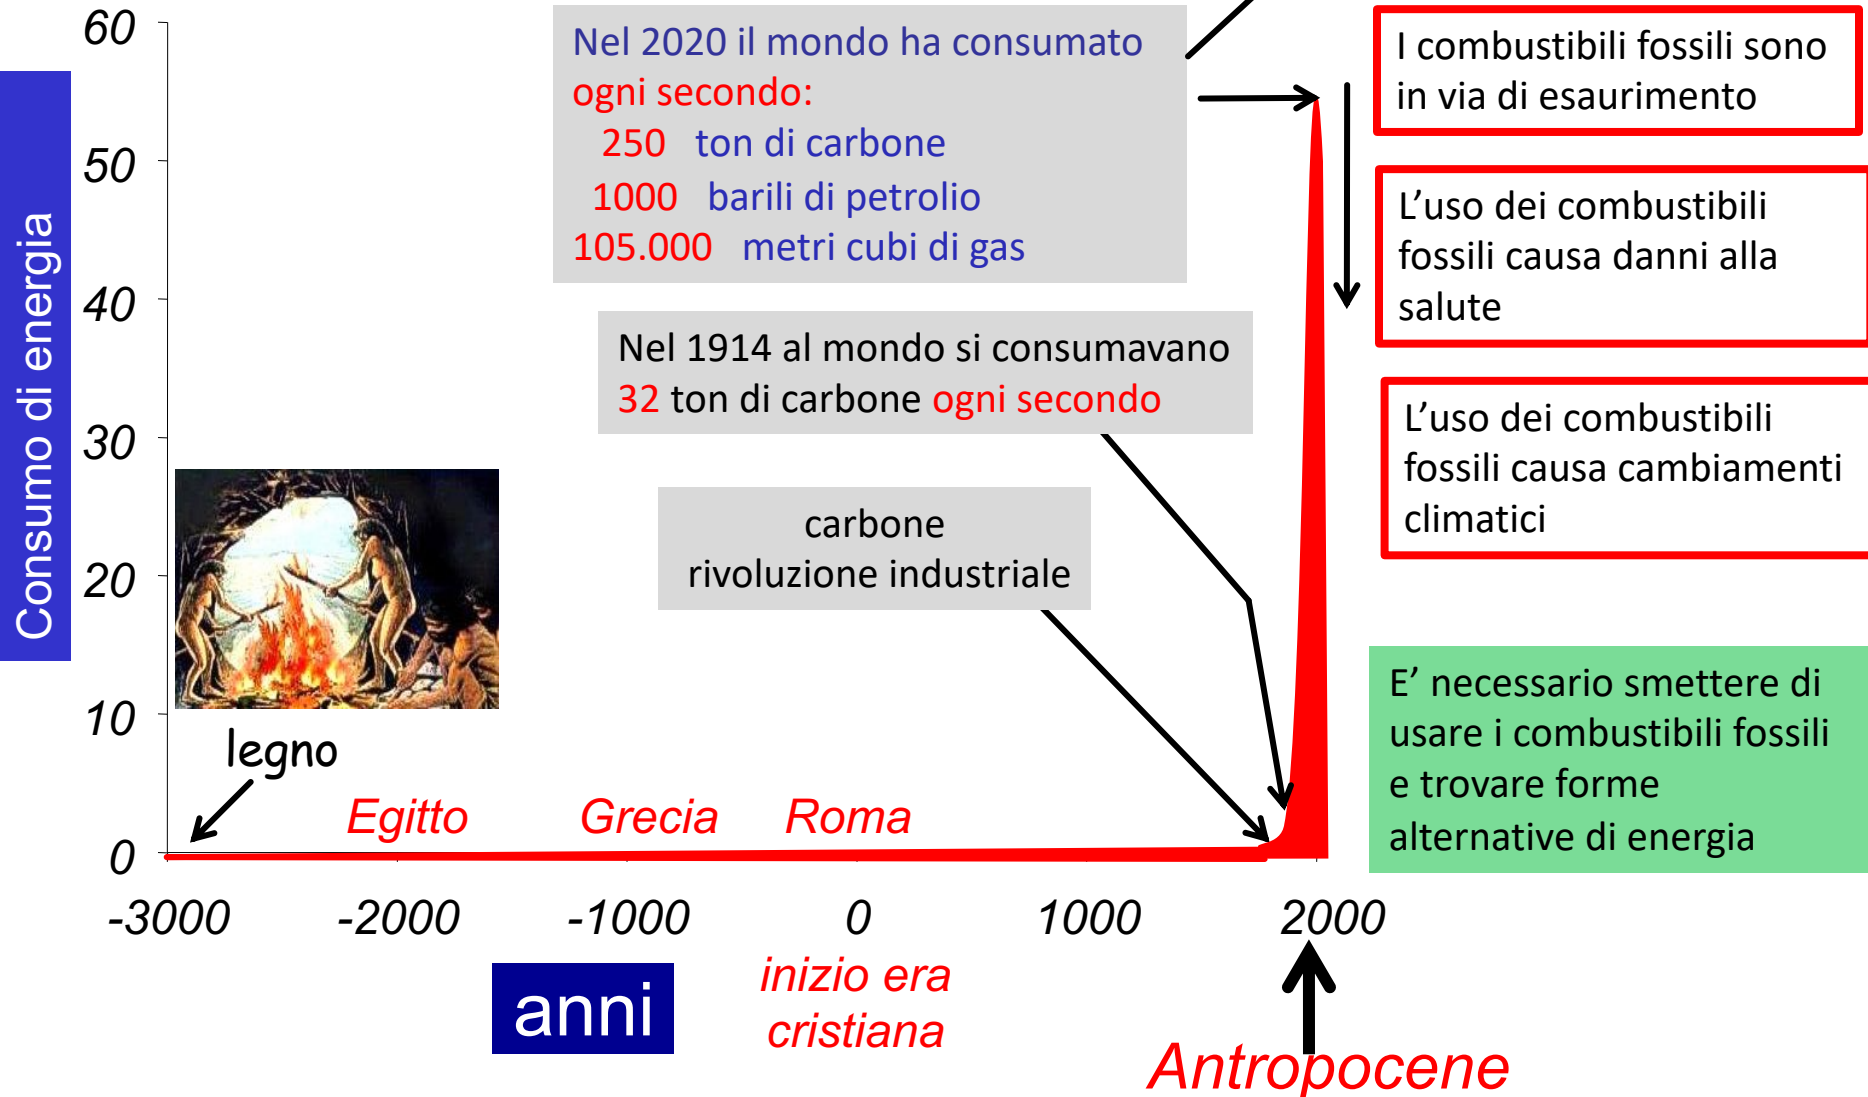 60
50
40
30
20
10
0
Consumo di energia
Nel 2020 il mondo ha consumato
ogni secondo:
250 ton di carbone
1000 barili di petrolio
105.000 metri cubi di gas
Nel 1914 al mondo si consumavano
32 ton di carbone ogni secondo
carbone
rivoluzione industriale
legno
Egitto Grecia Roma
-3000 -2000 -1000 0 1000 2000
anni
inizio era
cristiana
Antropocene
I combustibili fossili sono
in via di esaurimento
L’uso dei combustibili
fossili causa danni alla
salute
L’uso dei combustibili
fossili causa cambiamenti
climatici
E’ necessario smettere di
usare i combustibili fossili
e trovare forme
alternative di energia